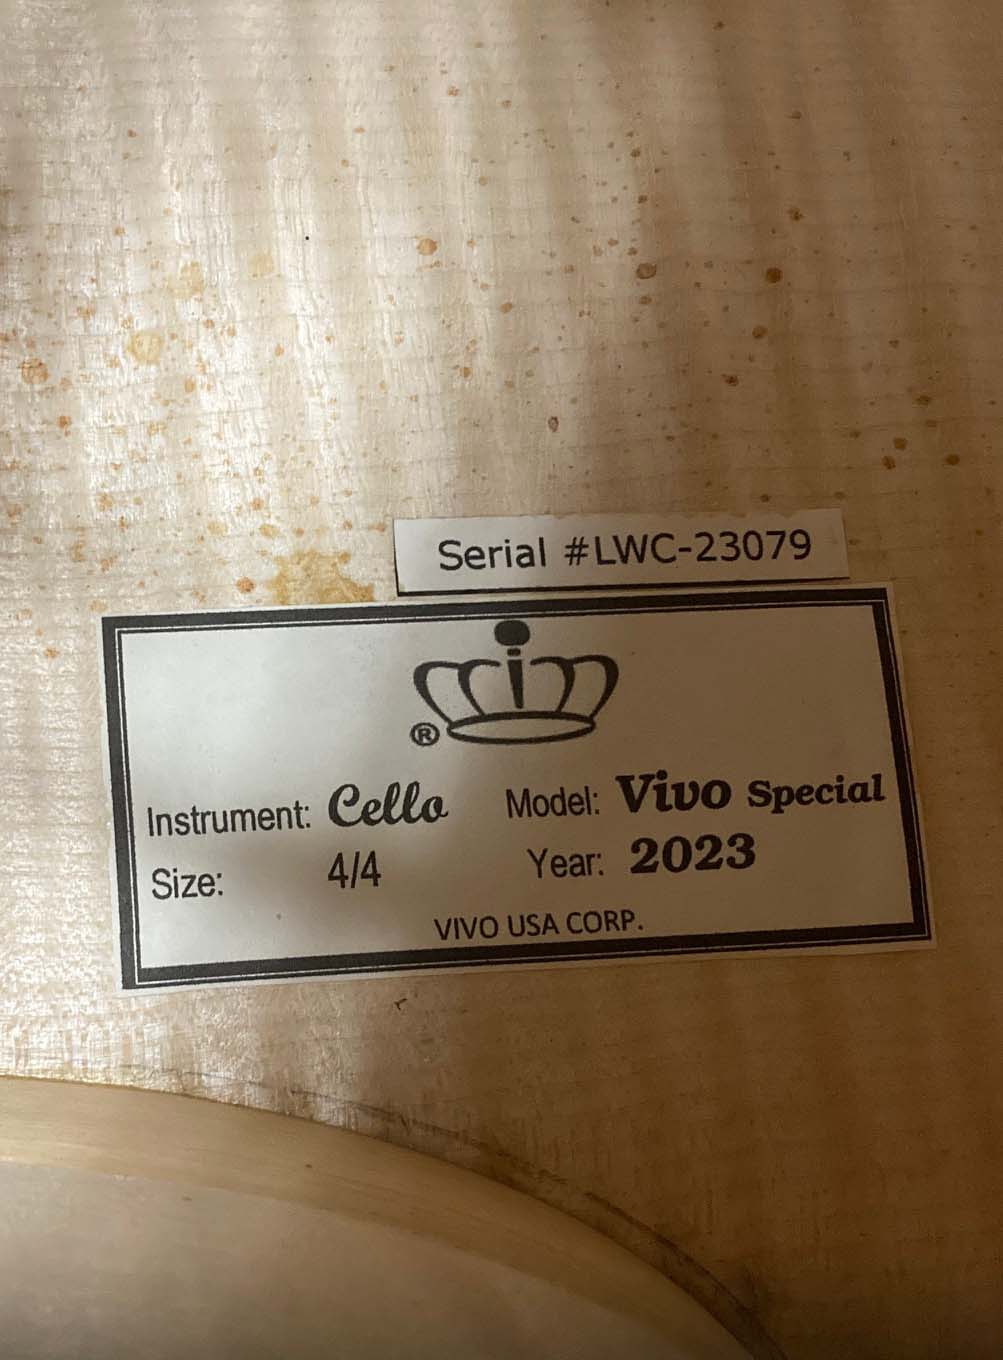 Serial #LWC-23079
®
Instrument: Cello Model: Vivo Special
Size: 4/4 Year: 2023
VIVO USA CORP.